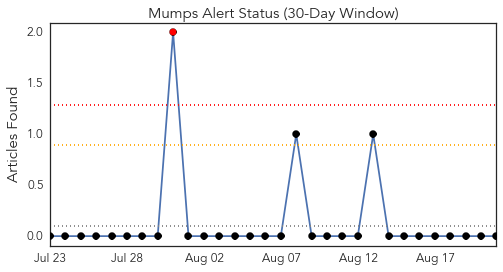 Mumps Alert Status (30-Day Window)
Articles Found
2.0
1.5
1.0
0.5
0.0
Jul 23 Jul 28 Aug 02 Aug 07 Aug 12 Aug 17